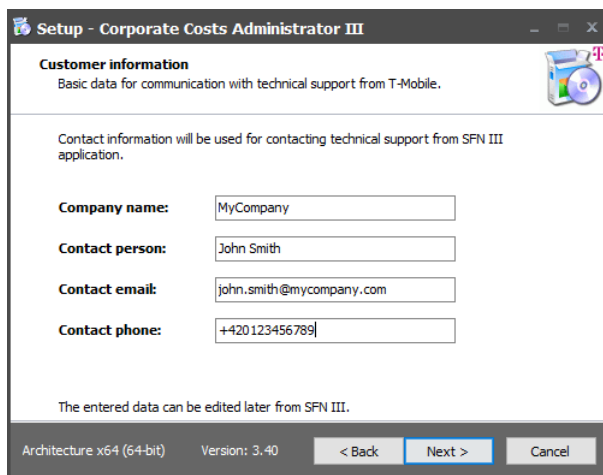 Setup - Corporate Costs Administrator III
Customer information
Basic data for communication with technical support from T-Mobile.
T
Contact information will be used for contacting technical support from SFN III
application.
Company name: MyCompany
Contact person: John Smith
Contact email: john.smith@mycompany.com
Contact phone: +420123456789
The entered data can be edited later from SFN III.
Architecture x64 (64-bit) Version: 3.40 < Back Next > Cancel